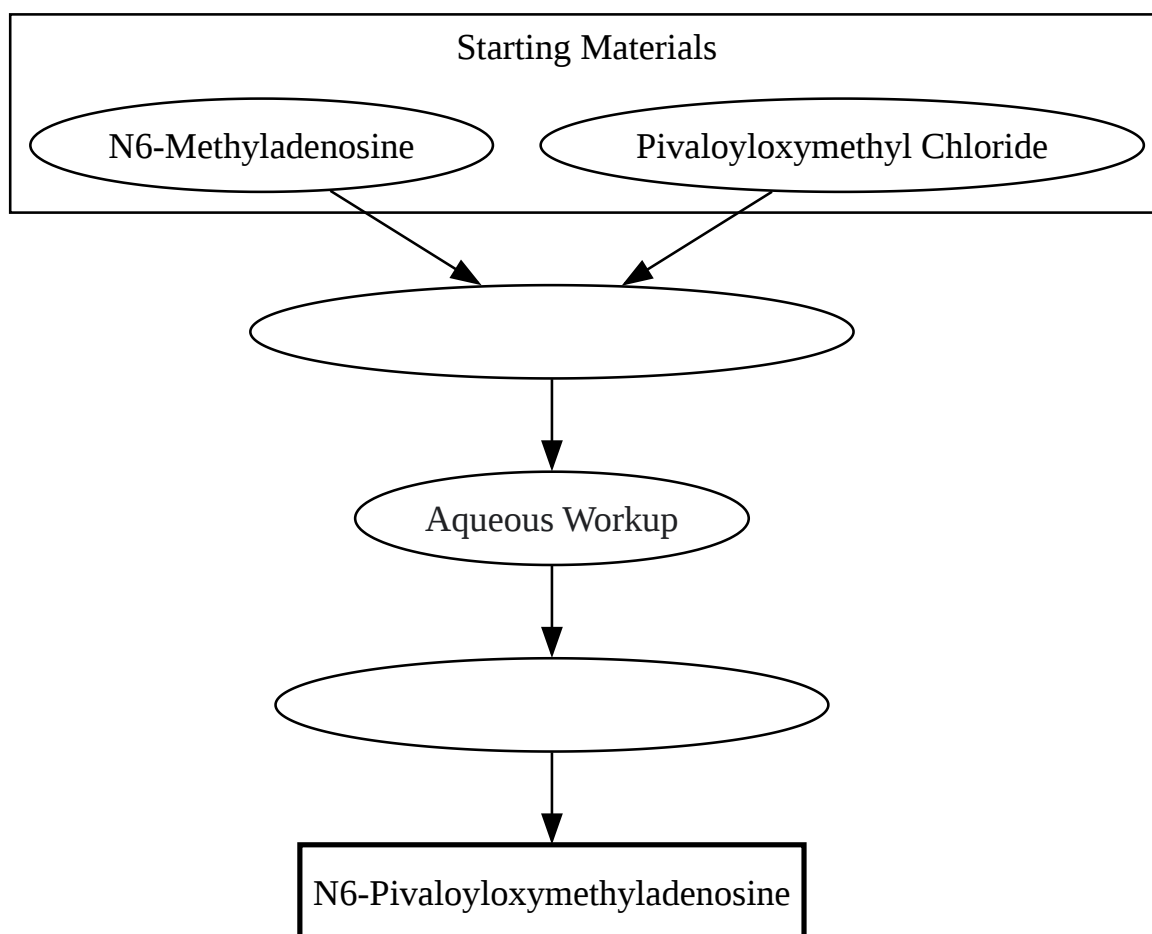 Starting Materials
N6-Methyladenosine
Pivaloyloxymethyl Chloride
Aqueous Workup
N6-Pivaloyloxymethyladenosine